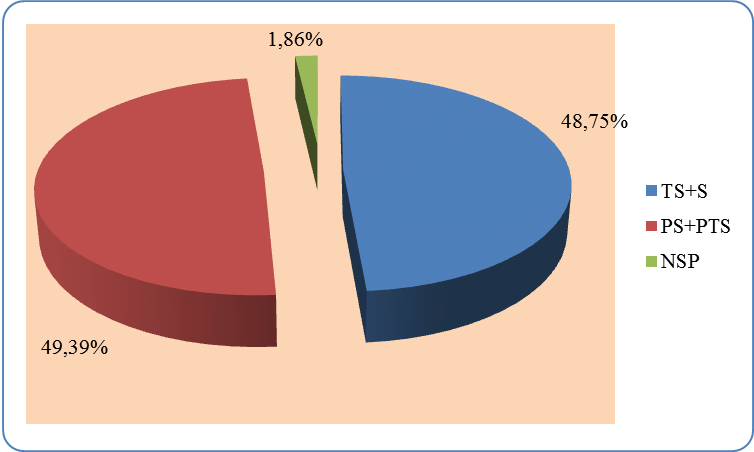 1,86%
48,75%
49,39%
TS+S
PS+PTS
NSP